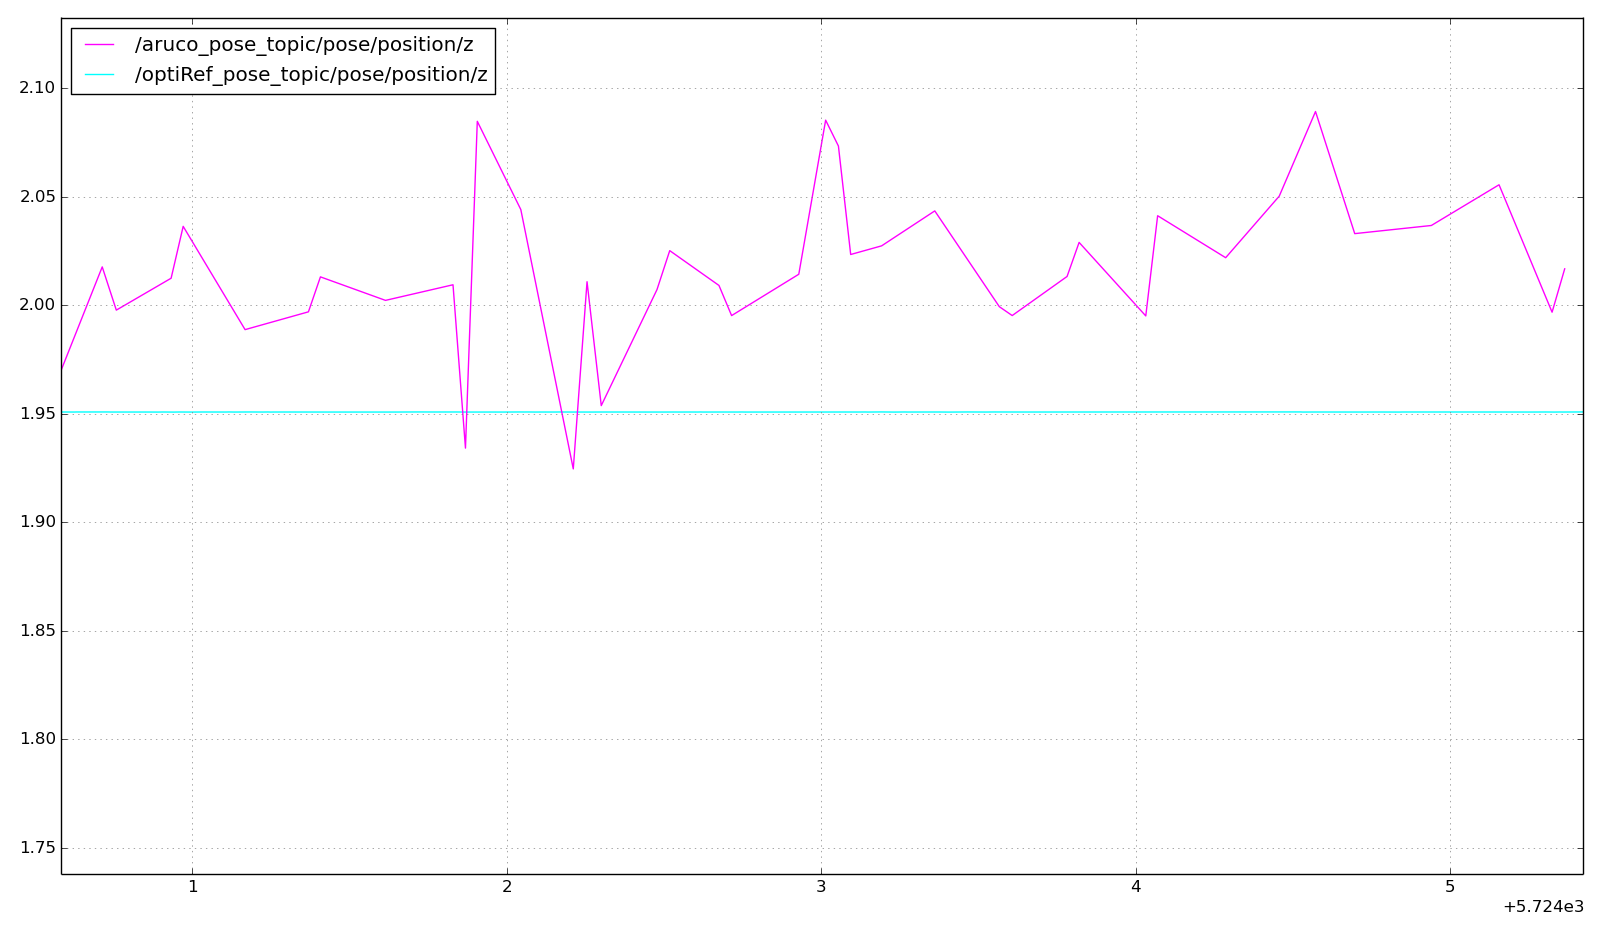 /aruco_pose_topic/pose/position/z
/optiRef_pose_topic/pose/position/z
2.10
2.05
2.00
1.95
1.90
1.85
1.80
1.75
1 2 3 4 5
+5.724e3